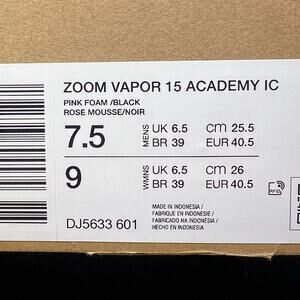 ZOOM VAPOR 15 ACADEMY IC
PINK FOAM /BLACK
ROSE MOUSSE/NOIR
7.5 MENS UK 6.5 CM 25.5
BR 39 EUR 40.5
9 WMNS UK 6.5 CM 26
BR 39 EUR 40.5
DJ5633 601
MADE IN INDONESIA /
FABRIQUE EN INDONESIE /
FABRICADO NA INDONÉSIA /
HECHO EN INDONESIA